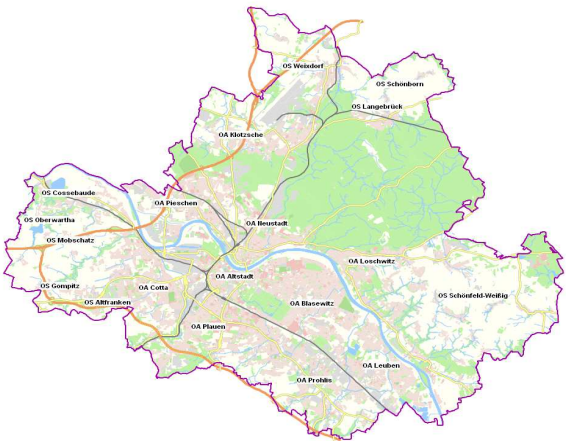 OS Weixdorf
OS Schönborn
OS Langebrück
OA Klotzsche
OS Cossebaude
OA Pieschen
OS Oberwartha
OA Neustadt
OS Mobschatz
OA Loschwitz
OA Altstadt
OS Gompitz
OA Cotta
OS Schönfeld-Weißig
OS Altfranken
OA Blasewitz
OA Plauen
OA Leuben
OA Prohlis